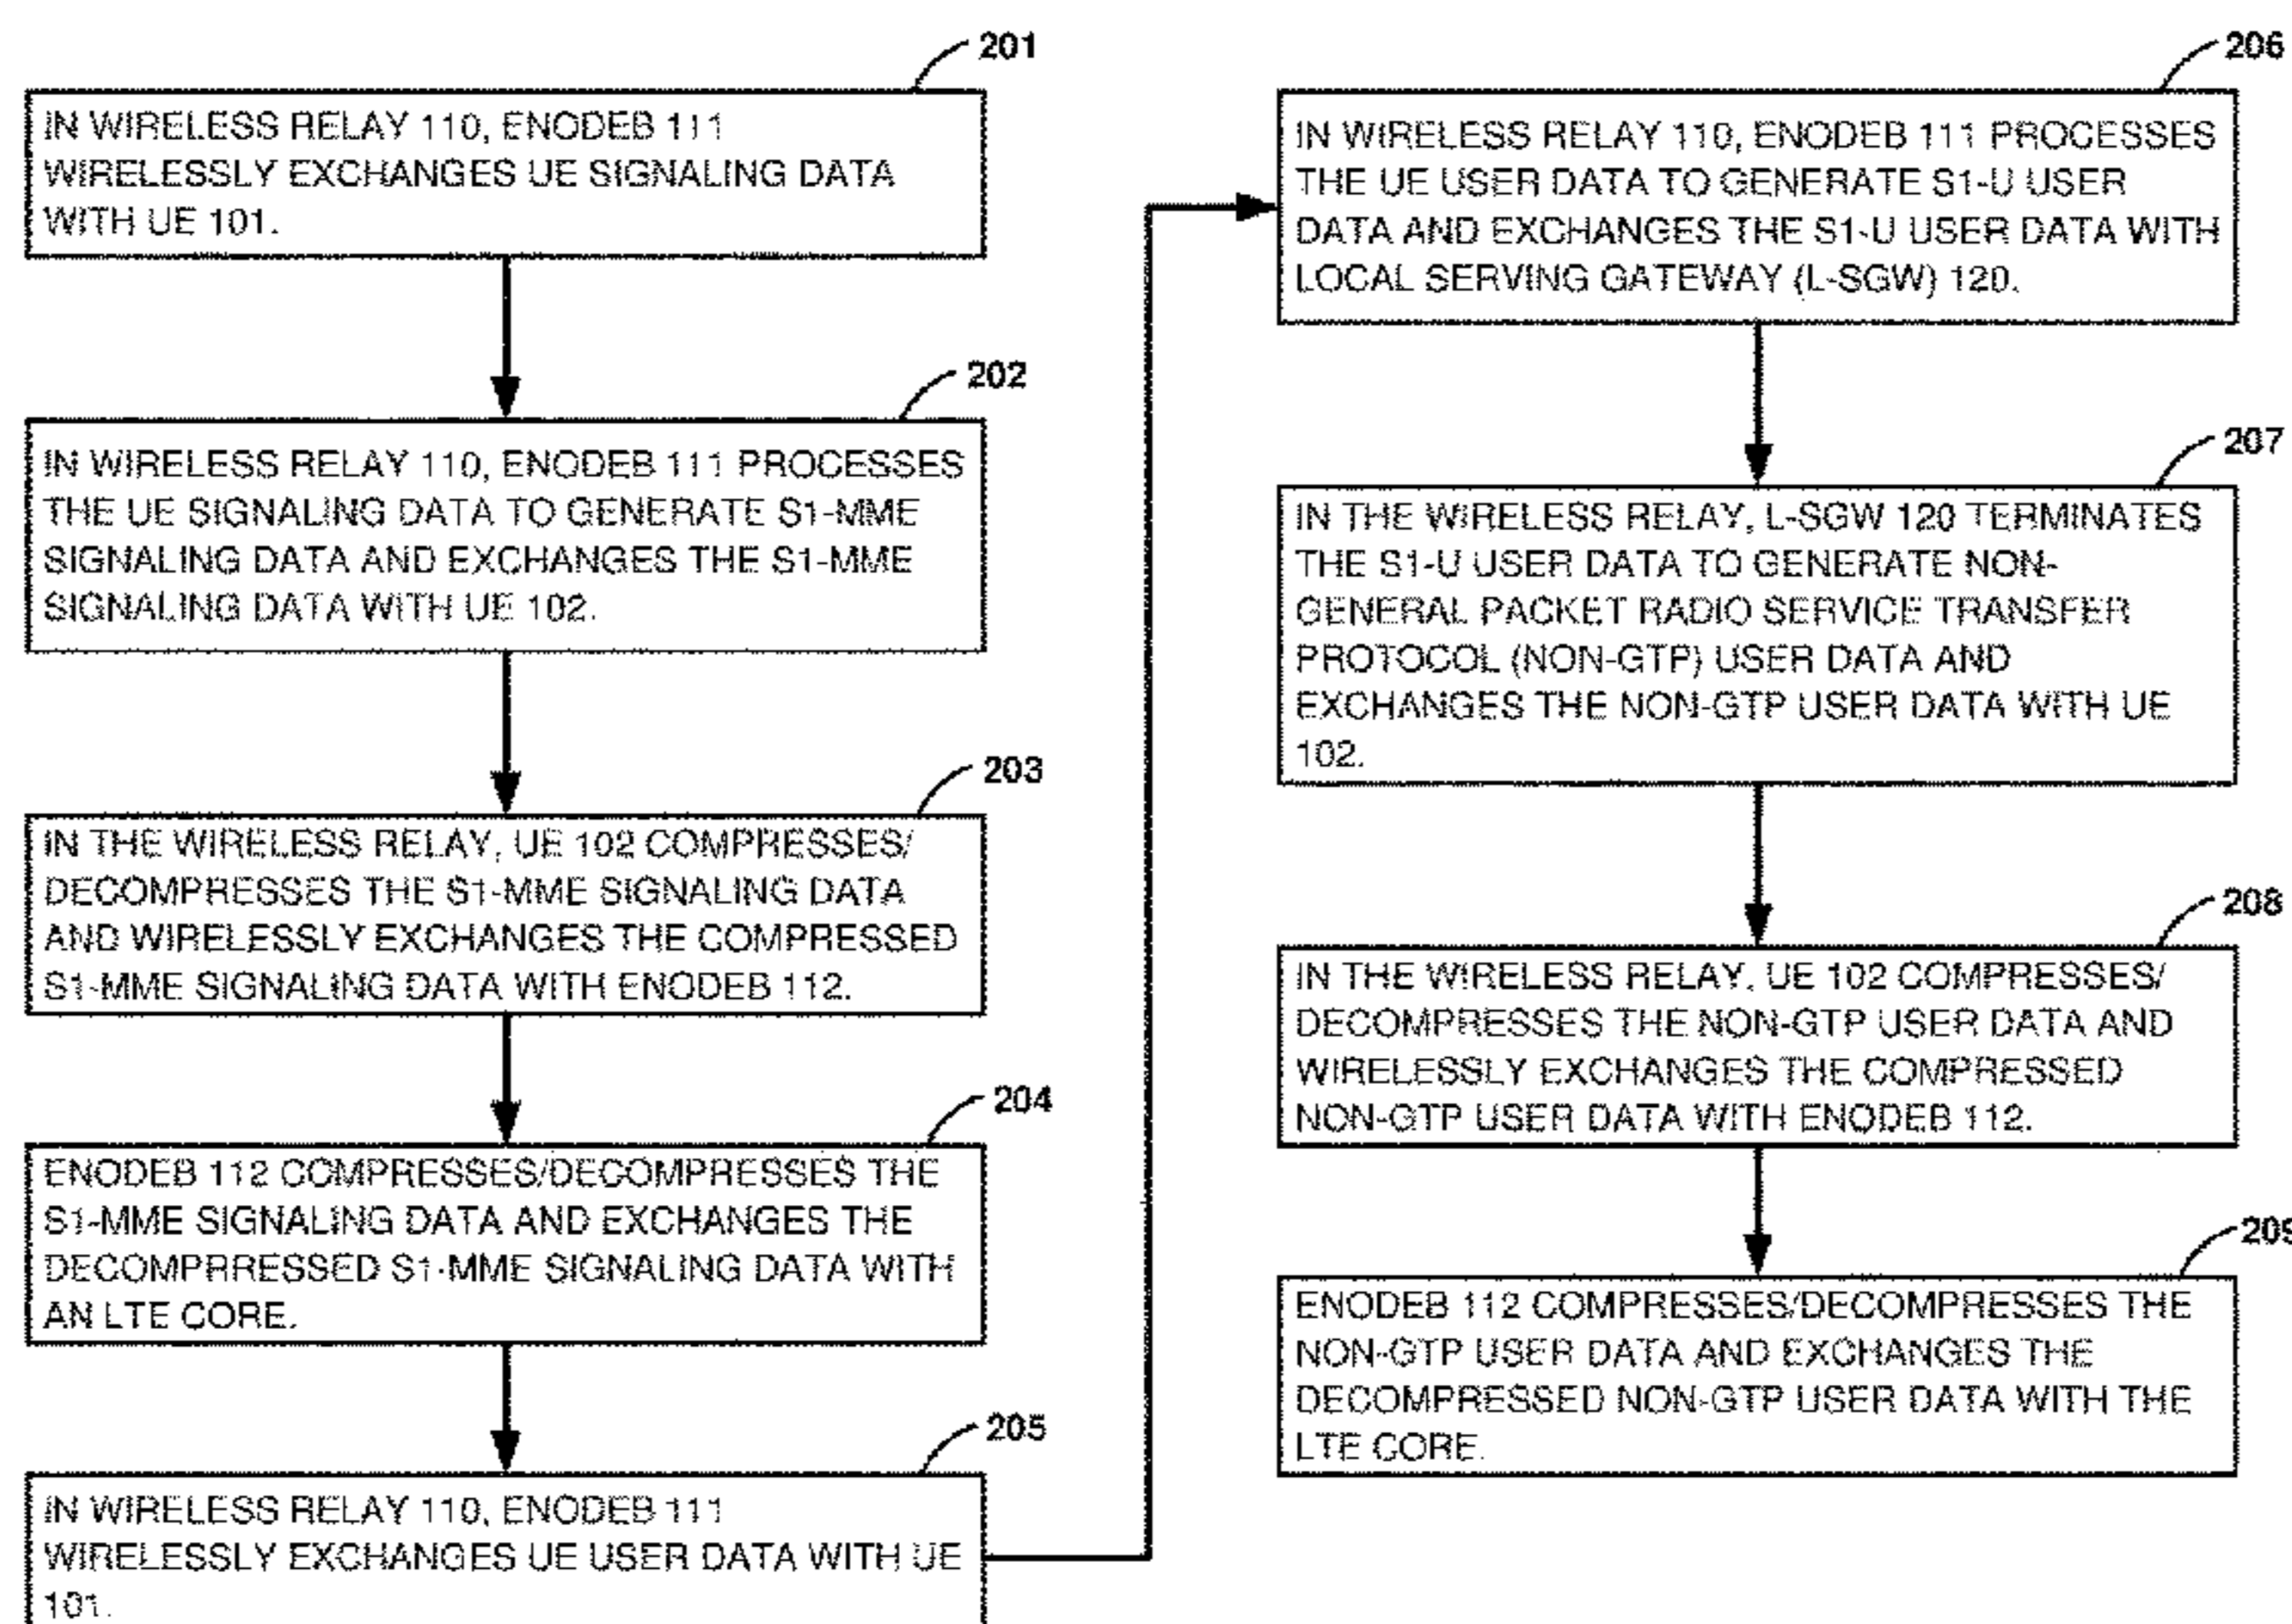 201
IN WIRELESS RELAY 110, ENODEB 111
WIRELESSLY EXCHANGES UE SIGNALING DATA
WITH UE 101.
202
IN WIRELESS RELAY 110, ENODEB 111 PROCESSES
THE UE SIGNALING DATA TO GENERATE S1-MME
SIGNALING DATA AND EXCHANGES THE S1-MME
SIGNALING DATA WITH UE 102.
203
IN THE WIRELESS RELAY, UE 102 COMPRESSES/
DECOMPRESSES THE S1-MME SIGNALING DATA
AND WIRELESSLY EXCHANGES THE COMPRESSED
S1-MME SIGNALING DATA WITH ENODEB 112.
204
ENODEB 112 COMPRESSES/DECOMPRESSES THE
S1-MME SIGNALING DATA AND EXCHANGES THE
DECOMPRRESSED S1-MME SIGNALING DATA WITH
AN LTE CORE.
205
IN WIRELESS RELAY 110, ENODEB 111
WIRELESSLY EXCHANGES UE USER DATA WITH UE
101.
206
IN WIRELESS RELAY 110, ENODEB 111 PROCESSES
THE UE USER DATA TO GENERATE S1-U USER
DATA AND EXCHANGES THE S1-U USER DATA WITH
LOCAL SERVING GATEWAY (L-SGW) 120.
207
IN THE WIRELESS RELAY, L-SGW 120 TERMINATES
THE S1-U USER DATA TO GENERATE NON-
GENERAL PACKET RADIO SERVICE TRANSFER
PROTOCOL (NON-GTP) USER DATA AND
EXCHANGES THE NON-GTP USER DATA WITH UE
102.
208
IN THE WIRELESS RELAY, UE 102 COMPRESSES/
DECOMPRESSES THE NON-GTP USER DATA AND
WIRELESSLY EXCHANGES THE COMPRESSED
NON-GTP USER DATA WITH ENODEB 112.
209
ENODEB 112 COMPRESSES/DECOMPRESSES THE
NON-GTP USER DATA AND EXCHANGES THE
DECOMPRESSED NON-GTP USER DATA WITH THE
LTE CORE.